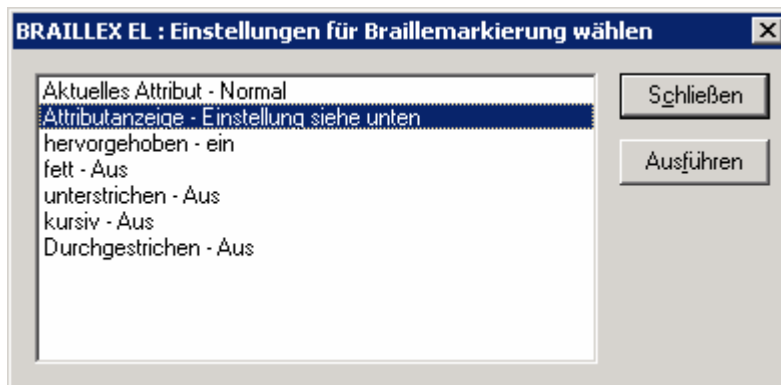 BRAILLEX EL : Einstellungen für Braillemarkierung wählen
Aktuelles Attribut - Normal
Attributanzeige - Einstellung siehe unten
hervorgehoben - ein
fett - Aus
unterstrichen - Aus
kursiv - Aus
Durchgestrichen - Aus
Schließen
Ausführen